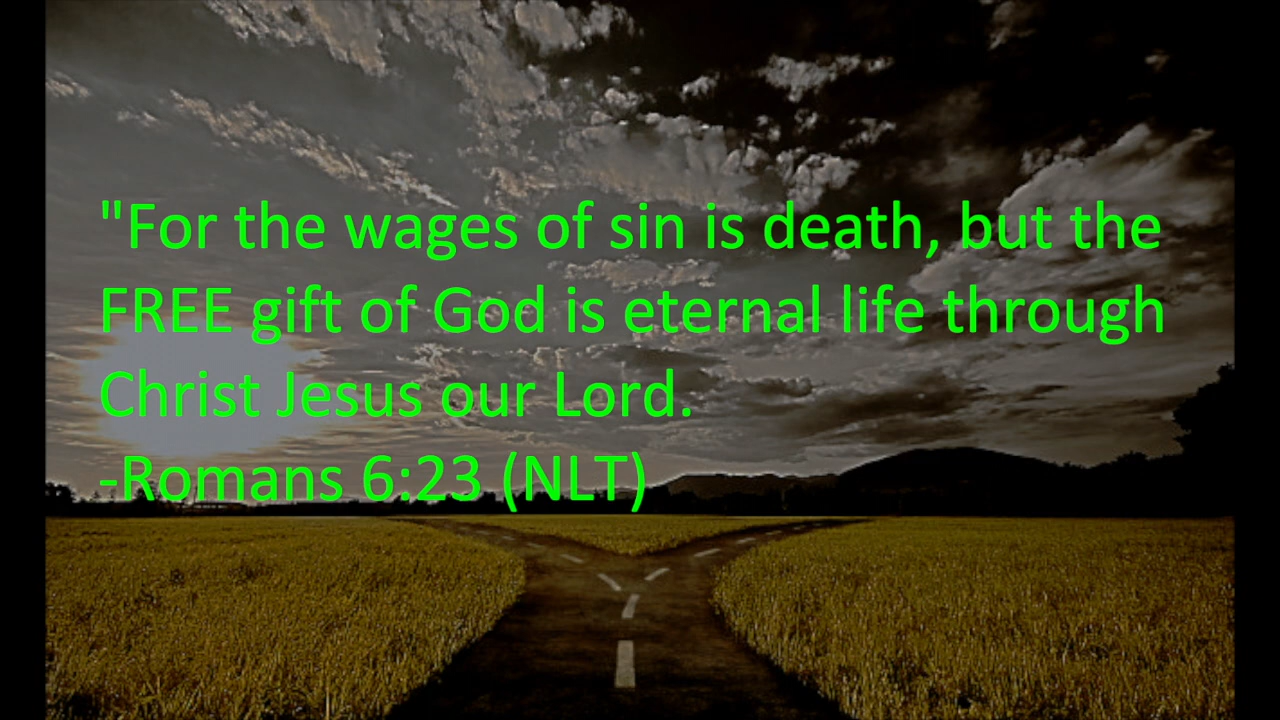 "For the wages of sin is death, but the
FREE gift of God is eternal life through
Christ Jesus our Lord.
-Romans 6:23 (NLT)